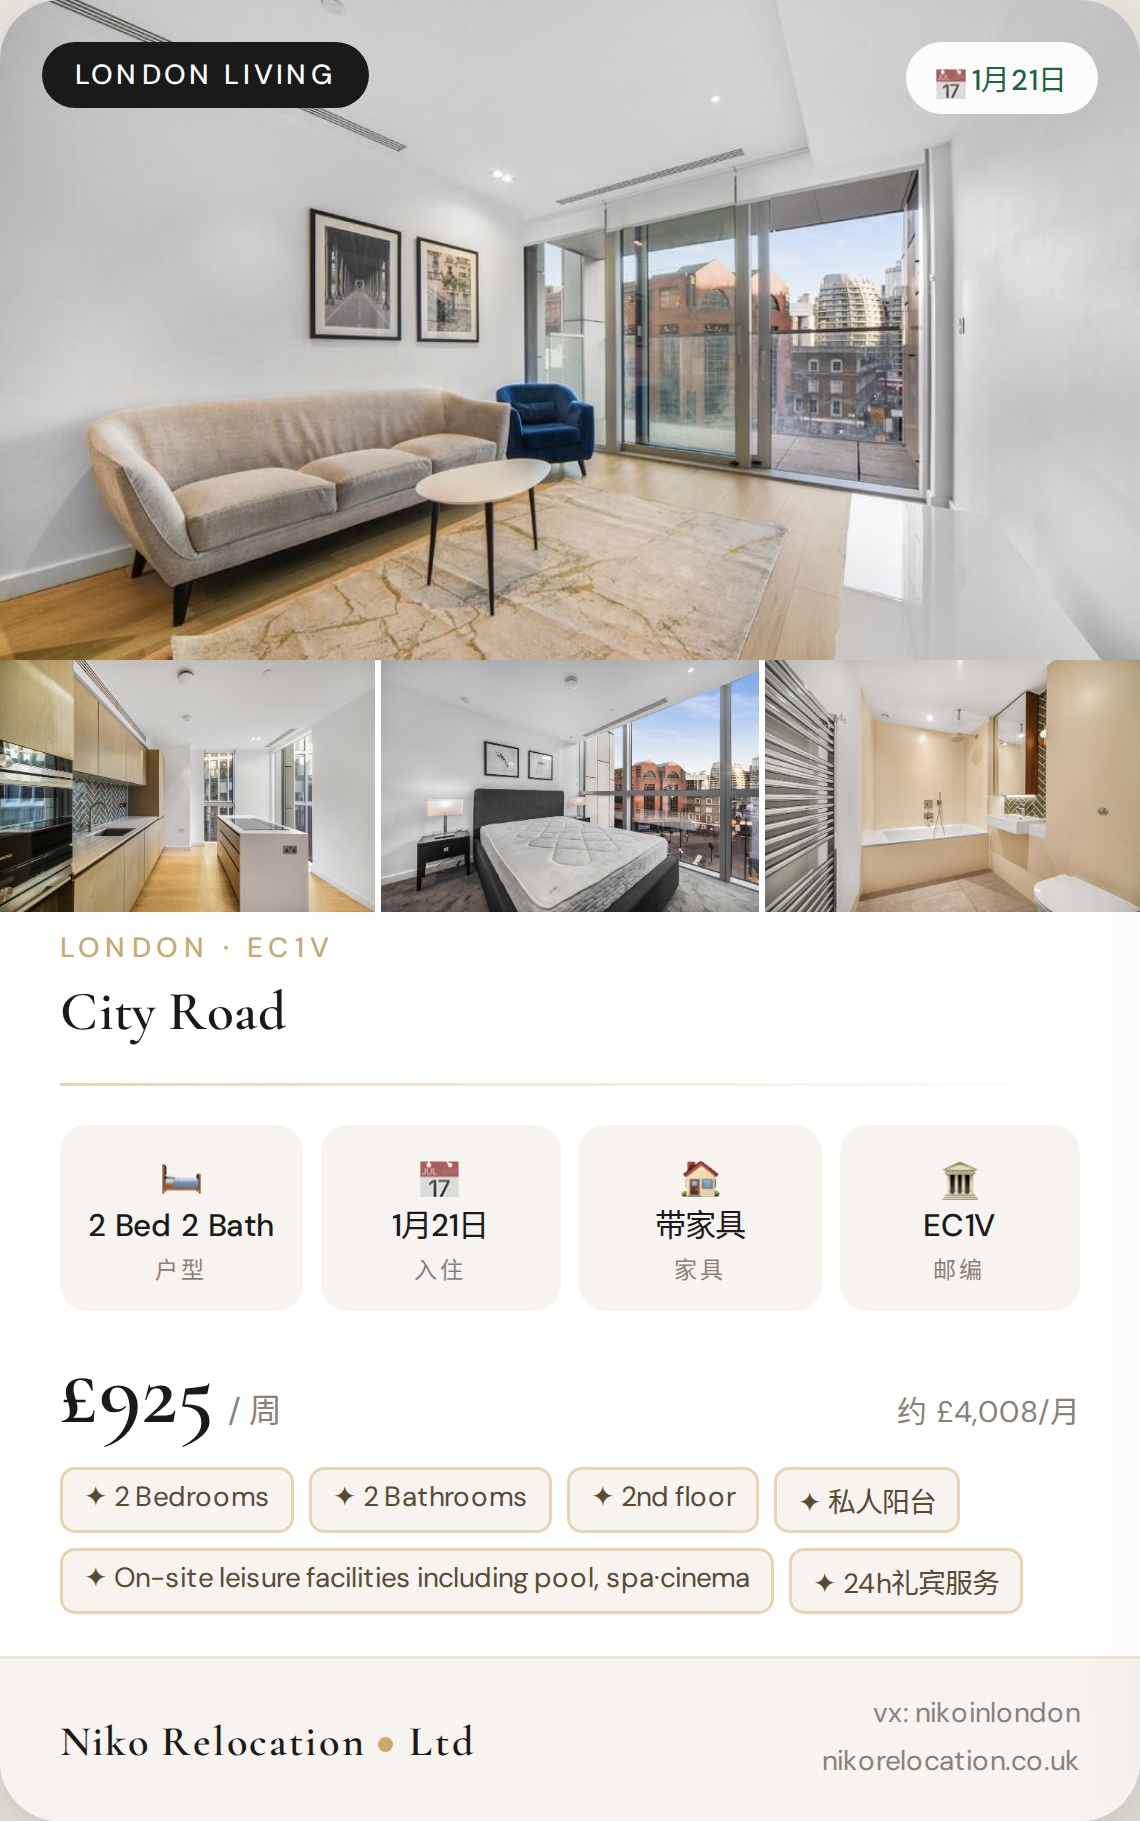 LONDON LIVING
📅 1月21日
LONDON · EC1V
City Road
2 Bed 2 Bath
户型
1月21日
入住
带家具
家具
EC1V
邮编
£925 / 周
约 £4,008/月
✦ 2 Bedrooms
✦ 2 Bathrooms
✦ 2nd floor
✦ 私人阳台
✦ On-site leisure facilities including pool, spa·cinema
✦ 24h礼宾服务
Niko Relocation • Ltd
vx: nikoinlondon
nikorelocation.co.uk